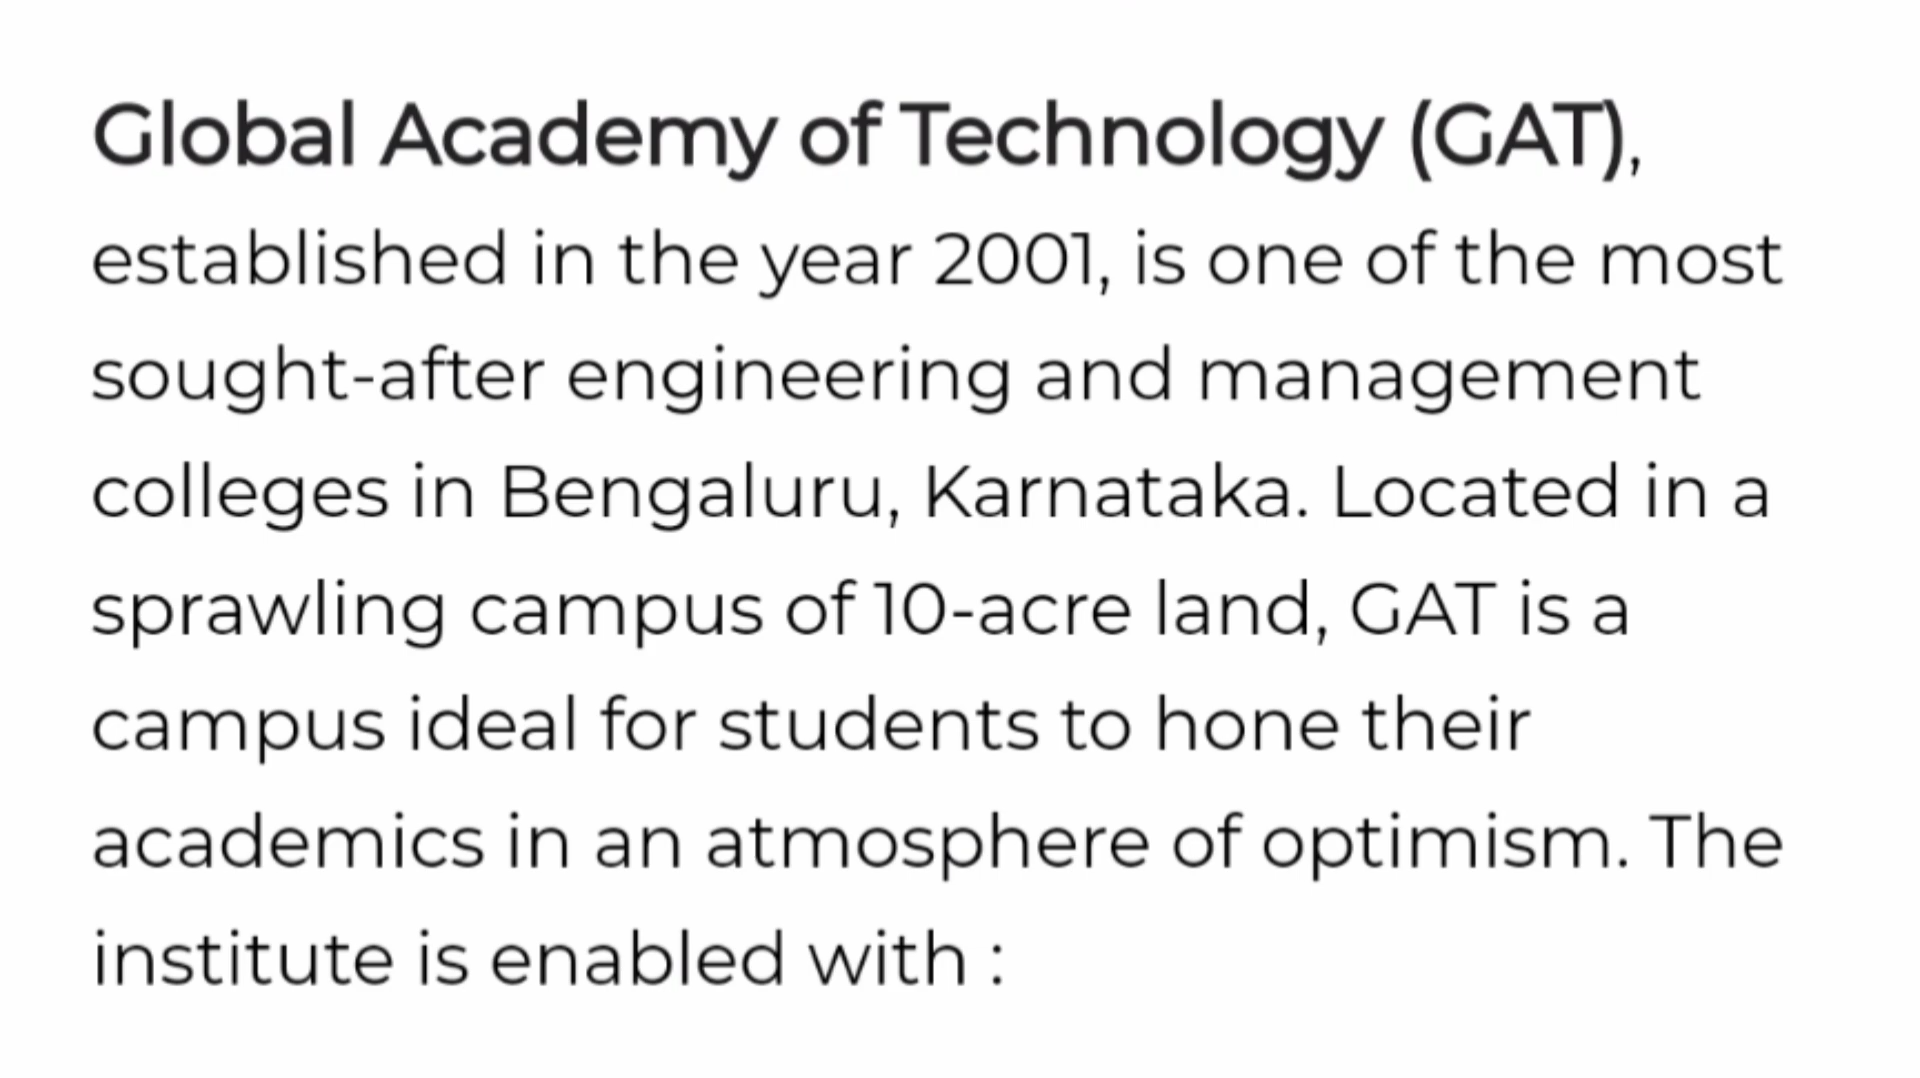 Global Academy of Technology (GAT),
established in the year 2001, is one of the most
sought-after engineering and management
colleges in Bengaluru, Karnataka. Located in a
sprawling campus of 10-acre land, GAT is a
campus ideal for students to hone their
academics in an atmosphere of optimism. The
institute is enabled with :